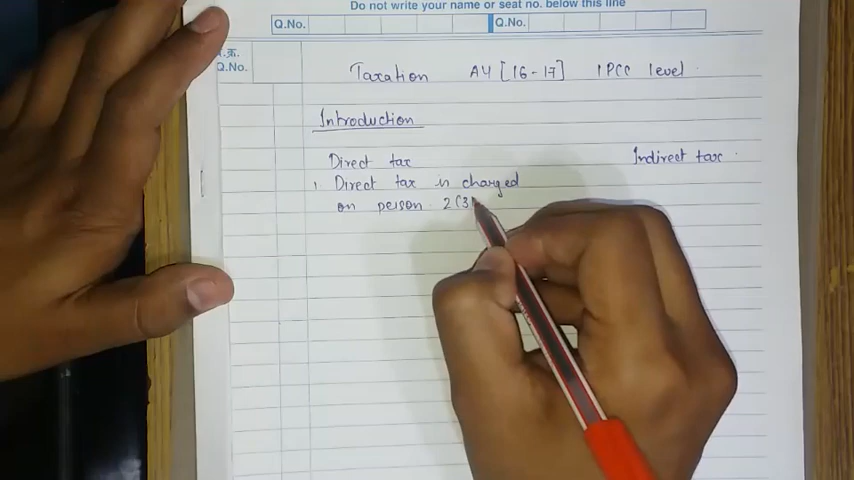 Do not write your name or seat no. below this line
Q.No. Q.No.
प्र.क्र.
Q.No.
Taxation AY [16-17] IPCC level
Introduction
Direct tax Indirect tax
1. Direct tax is charged
on person 2(3